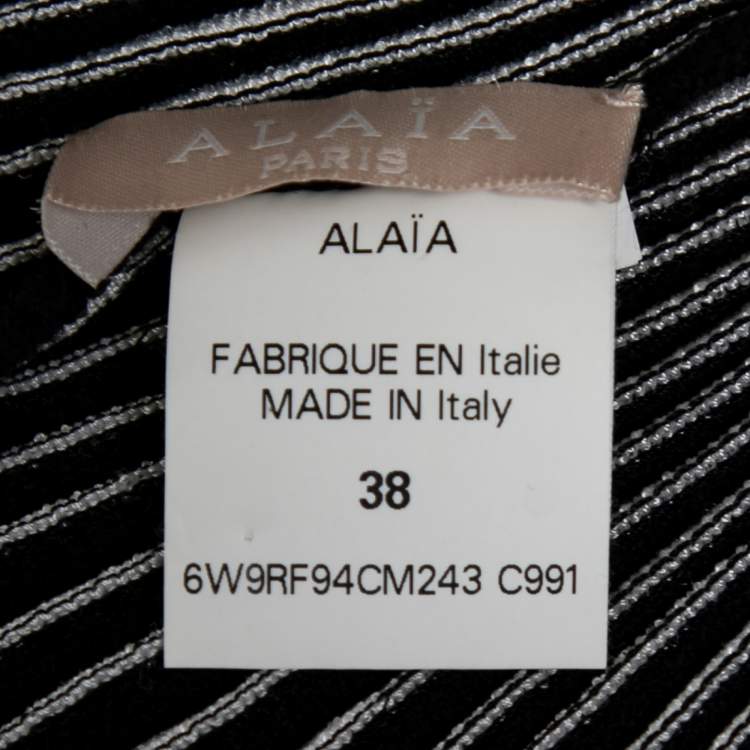 ALAÏA
PARIS
ALAÏA
FABRIQUE EN Italie
MADE IN Italy
38
6W9RF94CM243 C991